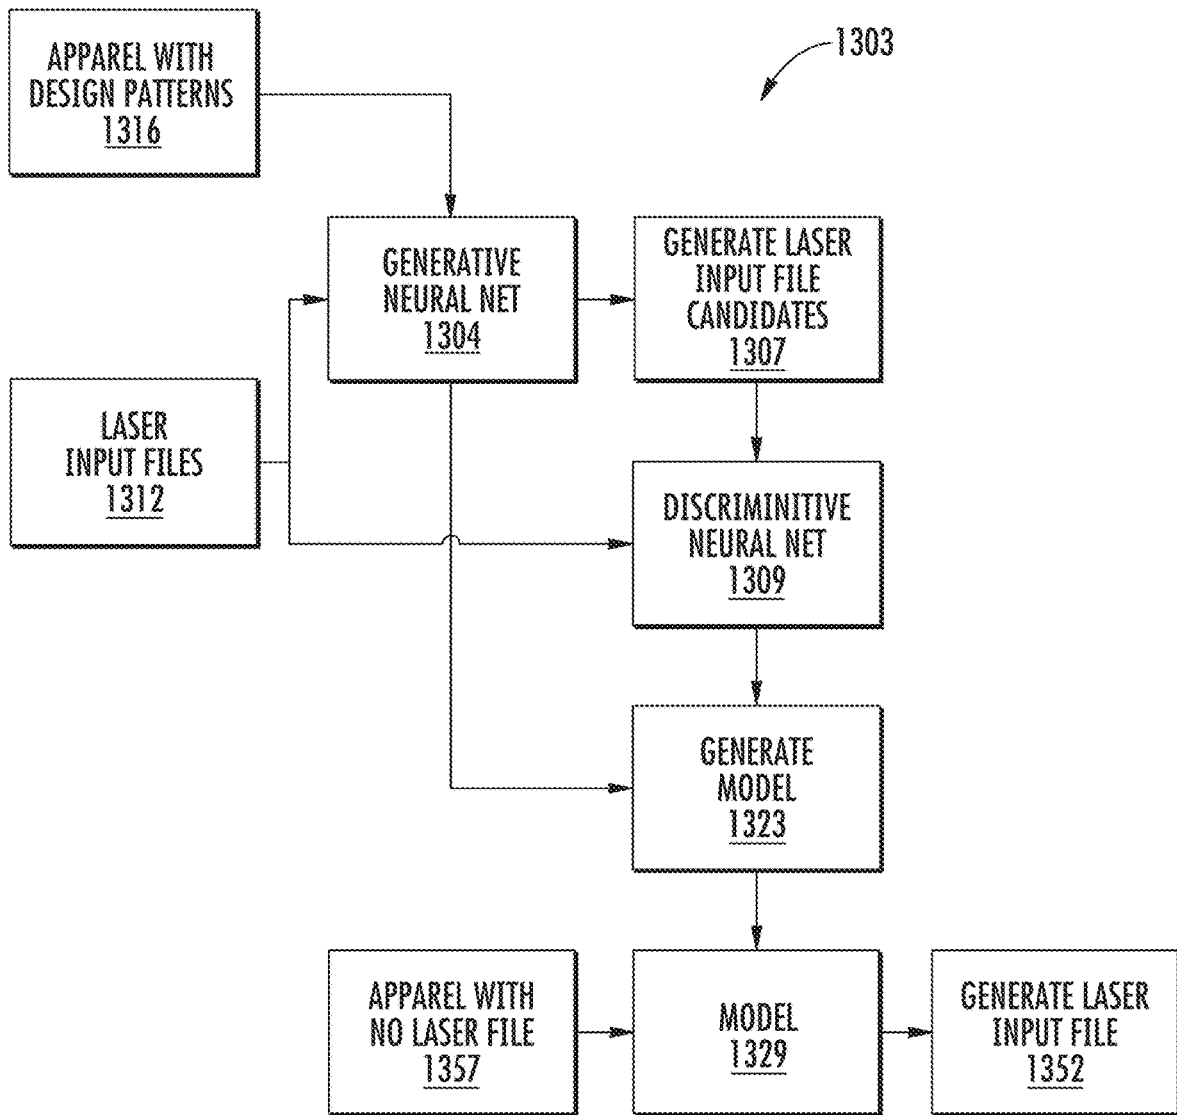 1303
APPAREL WITH
DESIGN PATTERNS
1316
GENERATIVE
NEURAL NET
1304
GENERATE LASER
INPUT FILE
CANDIDATES
1307
LASER
INPUT FILES
1312
DISCRIMINITIVE
NEURAL NET
1309
GENERATE
MODEL
1323
APPAREL WITH
NO LASER FILE
1357
MODEL
1329
GENERATE LASER
INPUT FILE
1352